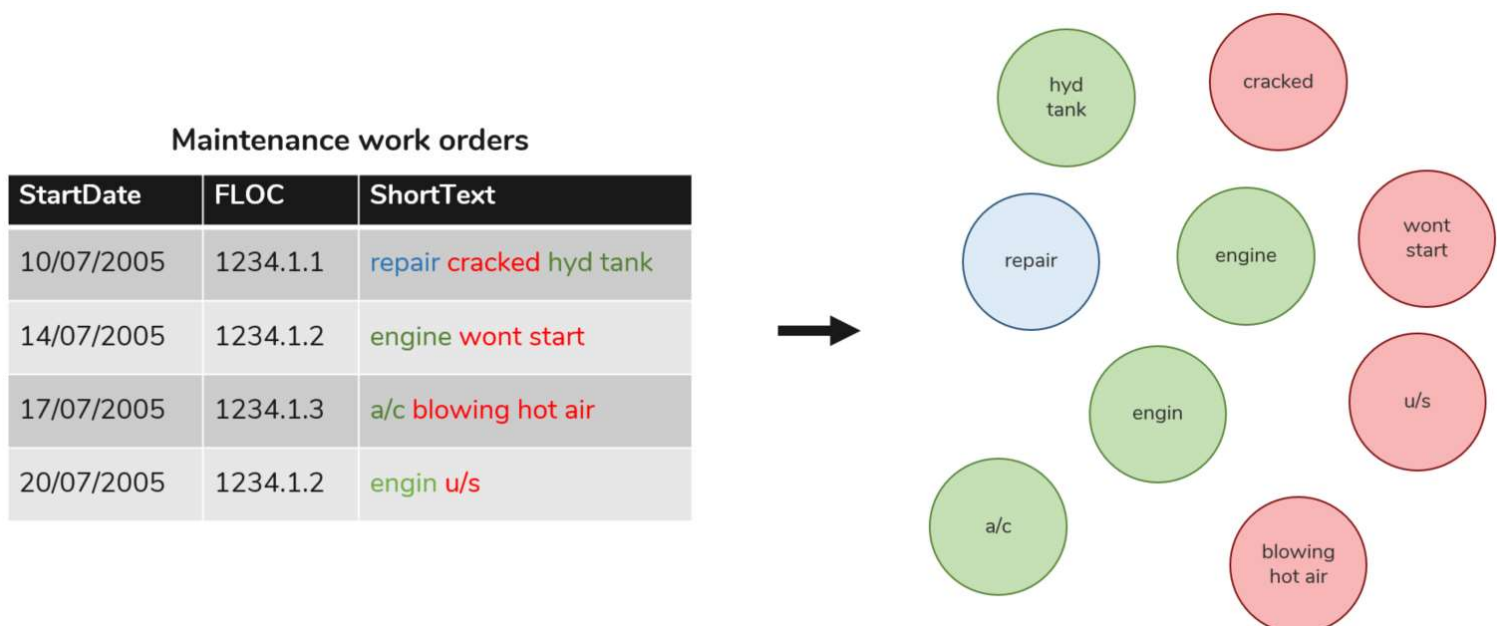 Maintenance work orders
StartDate FLOC ShortText
10/07/2005 1234.1.1 repair cracked hyd tank
14/07/2005 1234.1.2 engine wont start
17/07/2005 1234.1.3 a/c blowing hot air
20/07/2005 1234.1.2 engin u/s
hyd
tank
cracked
repair
engine
wont
start
engin
u/s
a/c
blowing
hot air